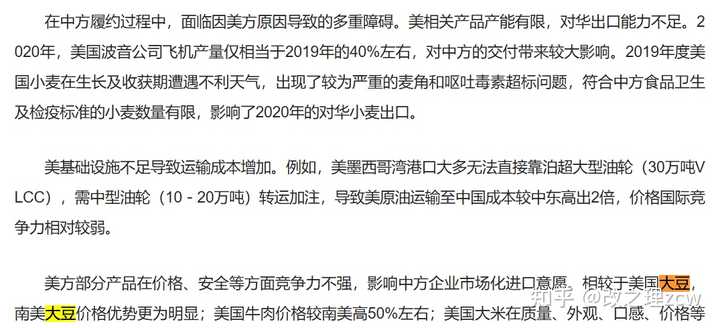 在中方履约过程中，面临因美方原因导致的多重障碍。美相关产品产能有限，对华出口能力不足。2
020年，美国波音公司飞机产量仅相当于2019年的40%左右，对中方的交付带来较大影响。2019年度美
国小麦在生长及收获期遭遇不利天气，出现了较为严重的麦角和呕吐毒素超标问题，符合中方食品卫生
及检疫标准的小麦数量有限，影响了2020年的对华小麦出口。
美基础设施不足导致运输成本增加。例如，美墨西哥湾港口大多无法直接靠泊超大型油轮（30万吨V
LCC），需中型油轮（10－20万吨）转运加注，导致美原油运输至中国成本较中东高出2倍，价格国际竞
争力相对较弱。
美方部分产品在价格、安全等方面竞争力不强，影响中方企业市场化进口意愿。相较于美国大豆，
南美大豆价格优势更为明显；美国牛肉价格较南美高50%左右；美国大米在质量、外观、口感、价格等
知乎 @改之理zcw